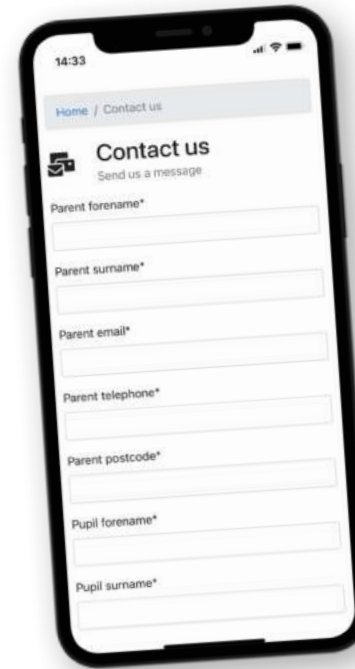 14:33
Home / Contact us
Contact us
Send us a message
Parent forename*
Parent surname*
Parent email*
Parent telephone*
Parent postcode*
Pupil forename*
Pupil surname*